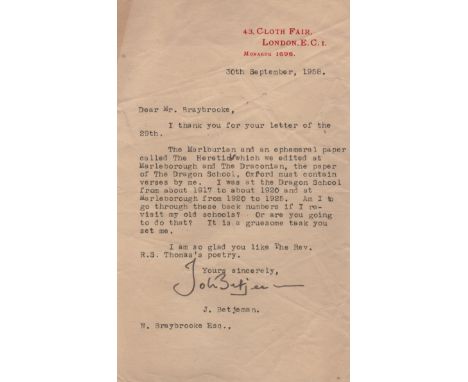 43, CLOTH FAIR,
LONDON. E.C.1.
MONARCH 1698.
30th September, 1958.
Dear Mr. Braybrooke,
I thank you for your letter of the
29th.
The Marlburian and an ephemeral paper
called The Heretic which we edited at
Marleborough and The Draconian, the paper
of The Dragon School, Oxford must contain
verses by me. I was at the Dragon School
from about 1917 to about 1920 and at
Marleborough from 1920 to 1925. Am I to
go through these back numbers if I re-
visit my old schools? Or are you going
to do that? It is a gruesome task you
set me.
I am so glad you like The Rev.
R.S. Thomas's poetry.
Yours sincerely,
John Betjeman
J. Betjeman.
N. Braybrooke Esq.,